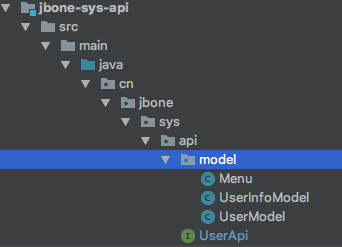 jbone-sys-api
src
main
java
cn
jbone
sys
api
model
Menu
UserInfoModel
UserModel
UserApi